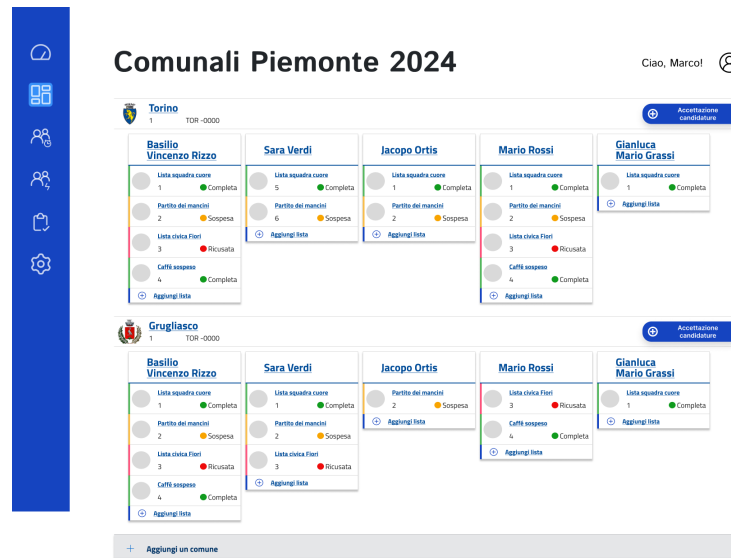 Comunali Piemonte 2024
Ciao, Marco!
Torino
1 TOR -0000
Accettazione
candidature
Basilio
Vincenzo Rizzo
Lista squadra cuore
1 Completa
Partito dei mancini
2 Sospesa
Lista civica Fiori
3 Ricusata
Caffé sospeso
4 Completa
Aggiungi lista
Sara Verdi
Lista squadra cuore
5 Completa
Partito dei mancini
6 Sospesa
Aggiungi lista
Jacopo Ortis
Lista squadra cuore
1 Completa
Partito dei mancini
2 Sospesa
Aggiungi lista
Mario Rossi
Lista squadra cuore
1 Completa
Partito dei mancini
2 Sospesa
Lista civica Fiori
3 Ricusata
Caffé sospeso
4 Completa
Aggiungi lista
Gianluca
Mario Grassi
Lista squadra cuore
1 Completa
Aggiungi lista
Grugliasco
1 TOR -0000
Accettazione
candidature
Basilio
Vincenzo Rizzo
Lista squadra cuore
1 Completa
Partito dei mancini
2 Sospesa
Lista civica Fiori
3 Ricusata
Caffé sospeso
4 Completa
Aggiungi lista
Sara Verdi
Lista squadra cuore
1 Completa
Partito dei mancini
2 Sospesa
Lista civica Fiori
3 Ricusata
Aggiungi lista
Jacopo Ortis
Partito dei mancini
2 Sospesa
Aggiungi lista
Mario Rossi
Lista civica Fiori
3 Ricusata
Caffé sospeso
4 Completa
Aggiungi lista
Gianluca
Mario Grassi
Lista squadra cuore
1 Completa
Aggiungi lista
Aggiungi un comune